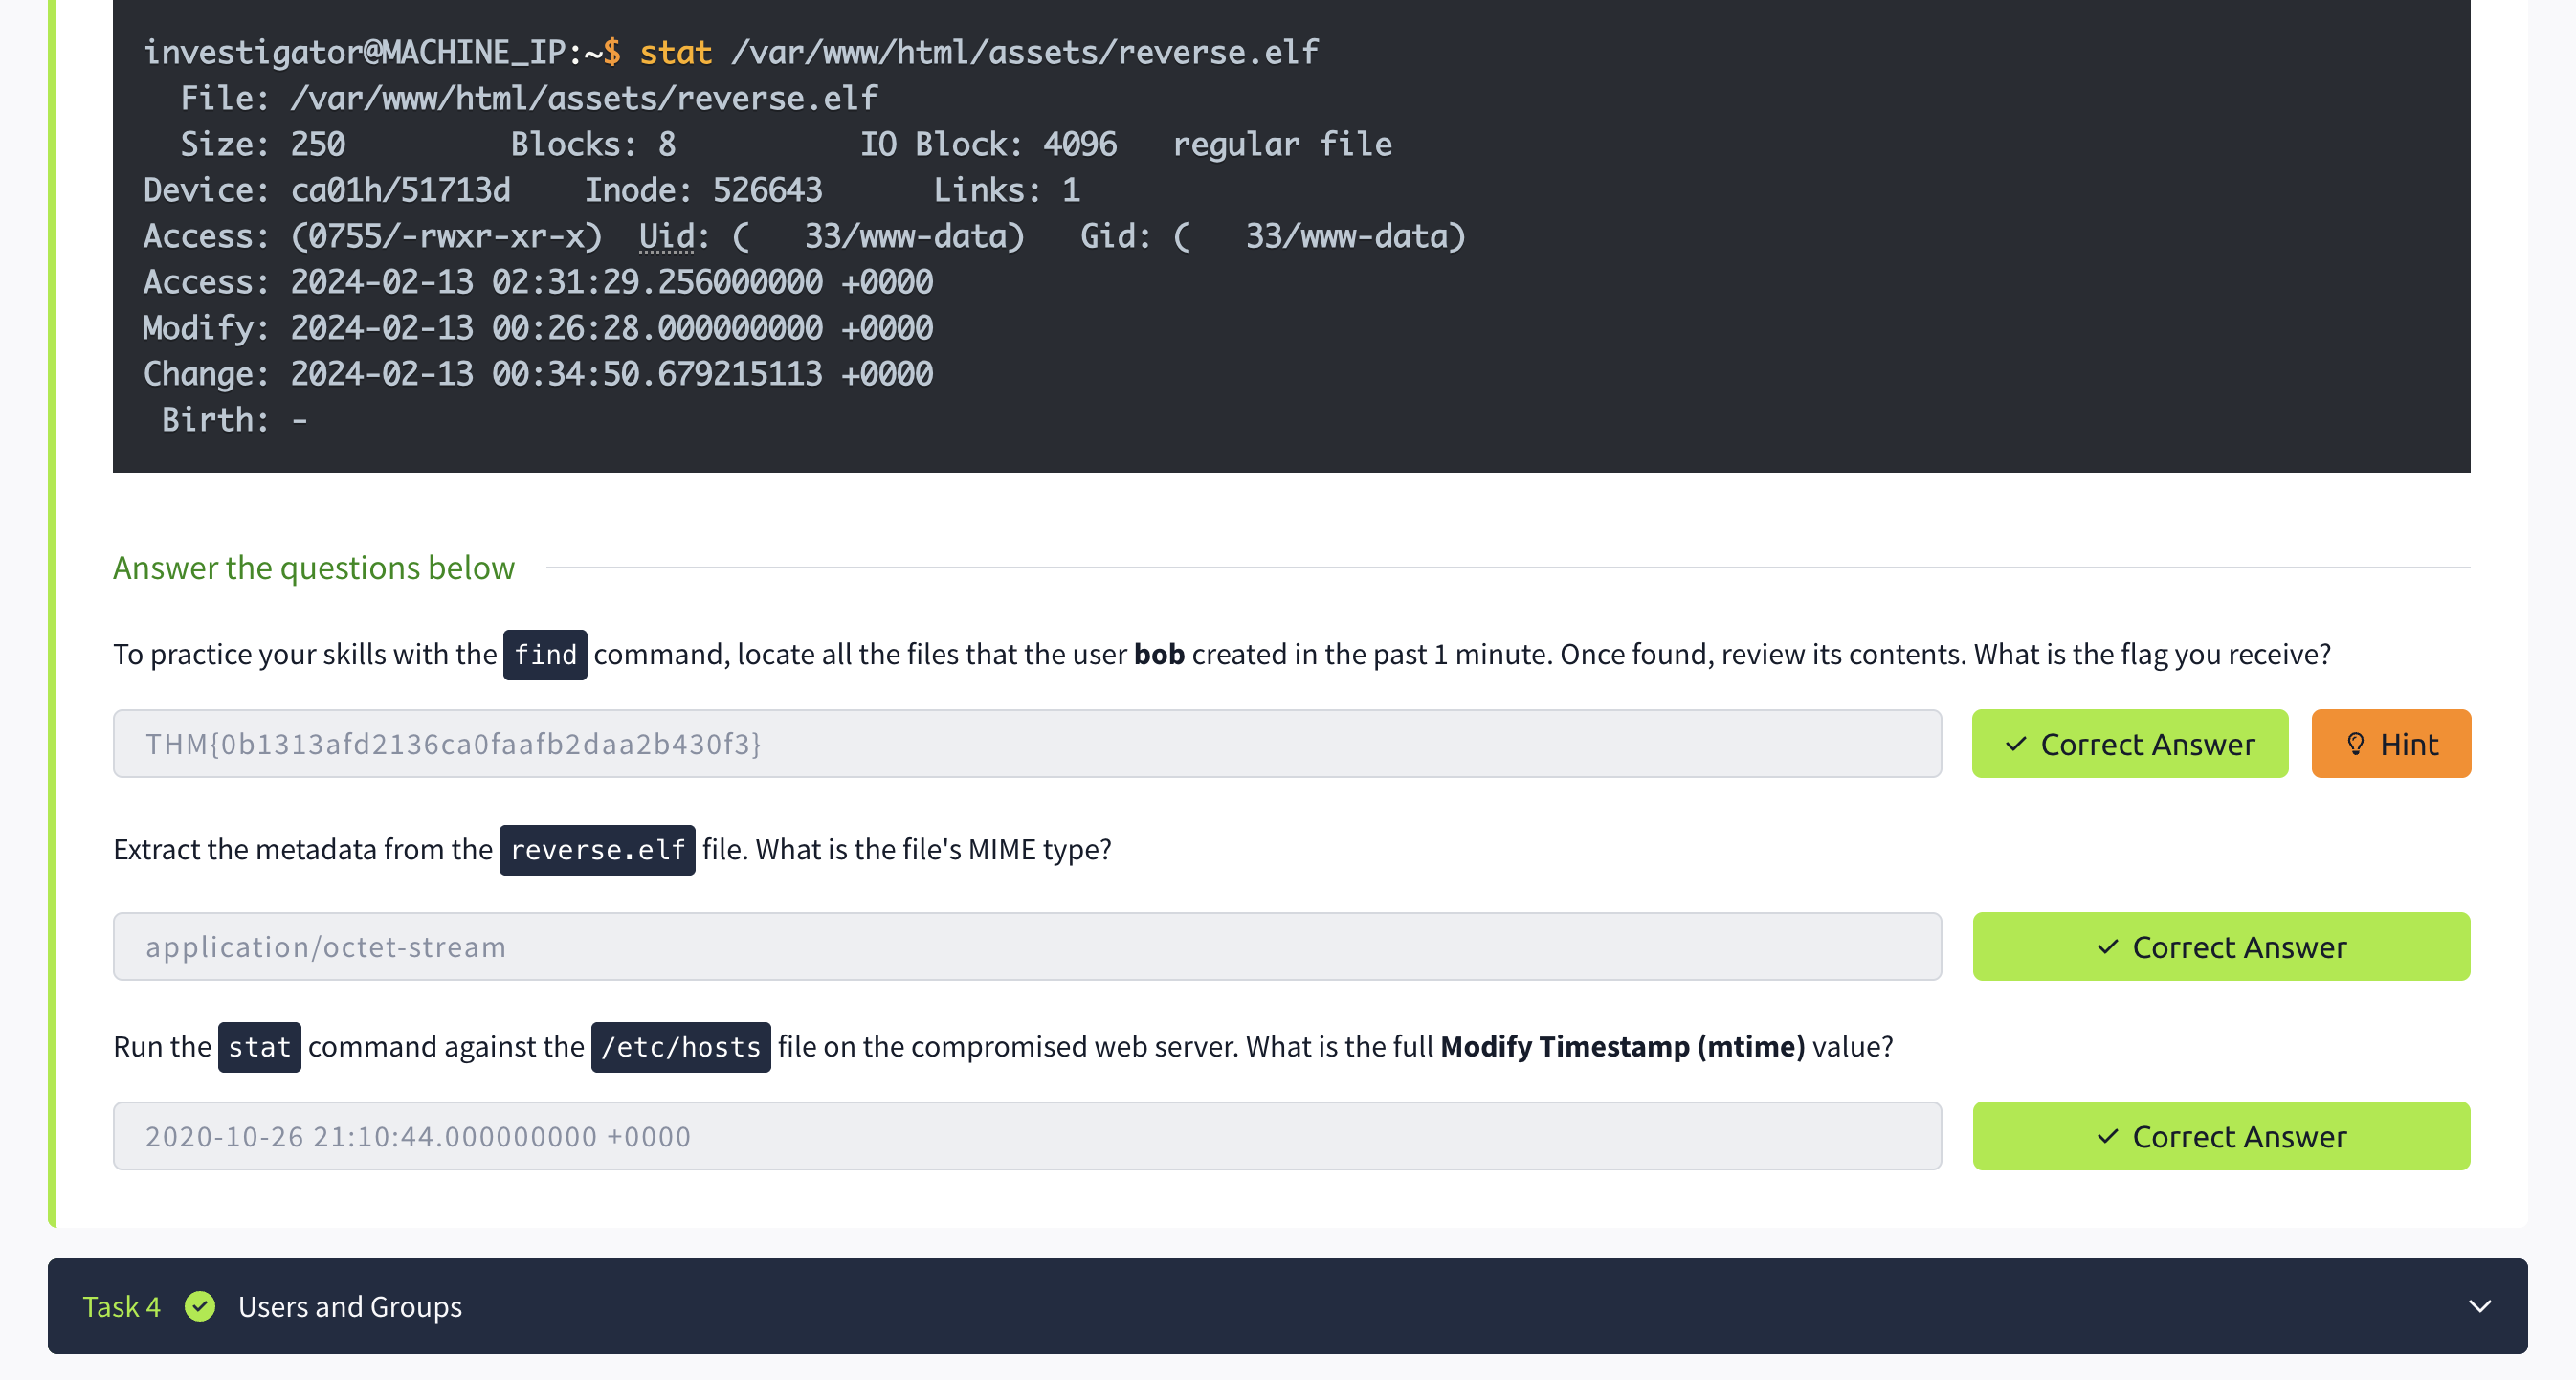 investigator@MACHINE_IP:~$ stat /var/www/html/assets/reverse.elf
File: /var/www/html/assets/reverse.elf
Size: 250 Blocks: 8 IO Block: 4096 regular file
Device: ca01h/51713d Inode: 526643 Links: 1
Access: (0755/-rwxr-xr-x) Uid: ( 33/www-data) Gid: ( 33/www-data)
Access: 2024-02-13 02:31:29.256000000 +0000
Modify: 2024-02-13 00:26:28.000000000 +0000
Change: 2024-02-13 00:34:50.679215113 +0000
Birth: -
Answer the questions below
To practice your skills with the find command, locate all the files that the user bob created in the past 1 minute. Once found, review its contents. What is the flag you receive?
THM{0b1313afd2136ca0faafb2daa2b430f3}
Correct Answer
Hint
Extract the metadata from the reverse.elf file. What is the file's MIME type?
application/octet-stream
Correct Answer
Run the stat command against the /etc/hosts file on the compromised web server. What is the full Modify Timestamp (mtime) value?
2020-10-26 21:10:44.000000000 +0000
Correct Answer
Task 4 Users and Groups